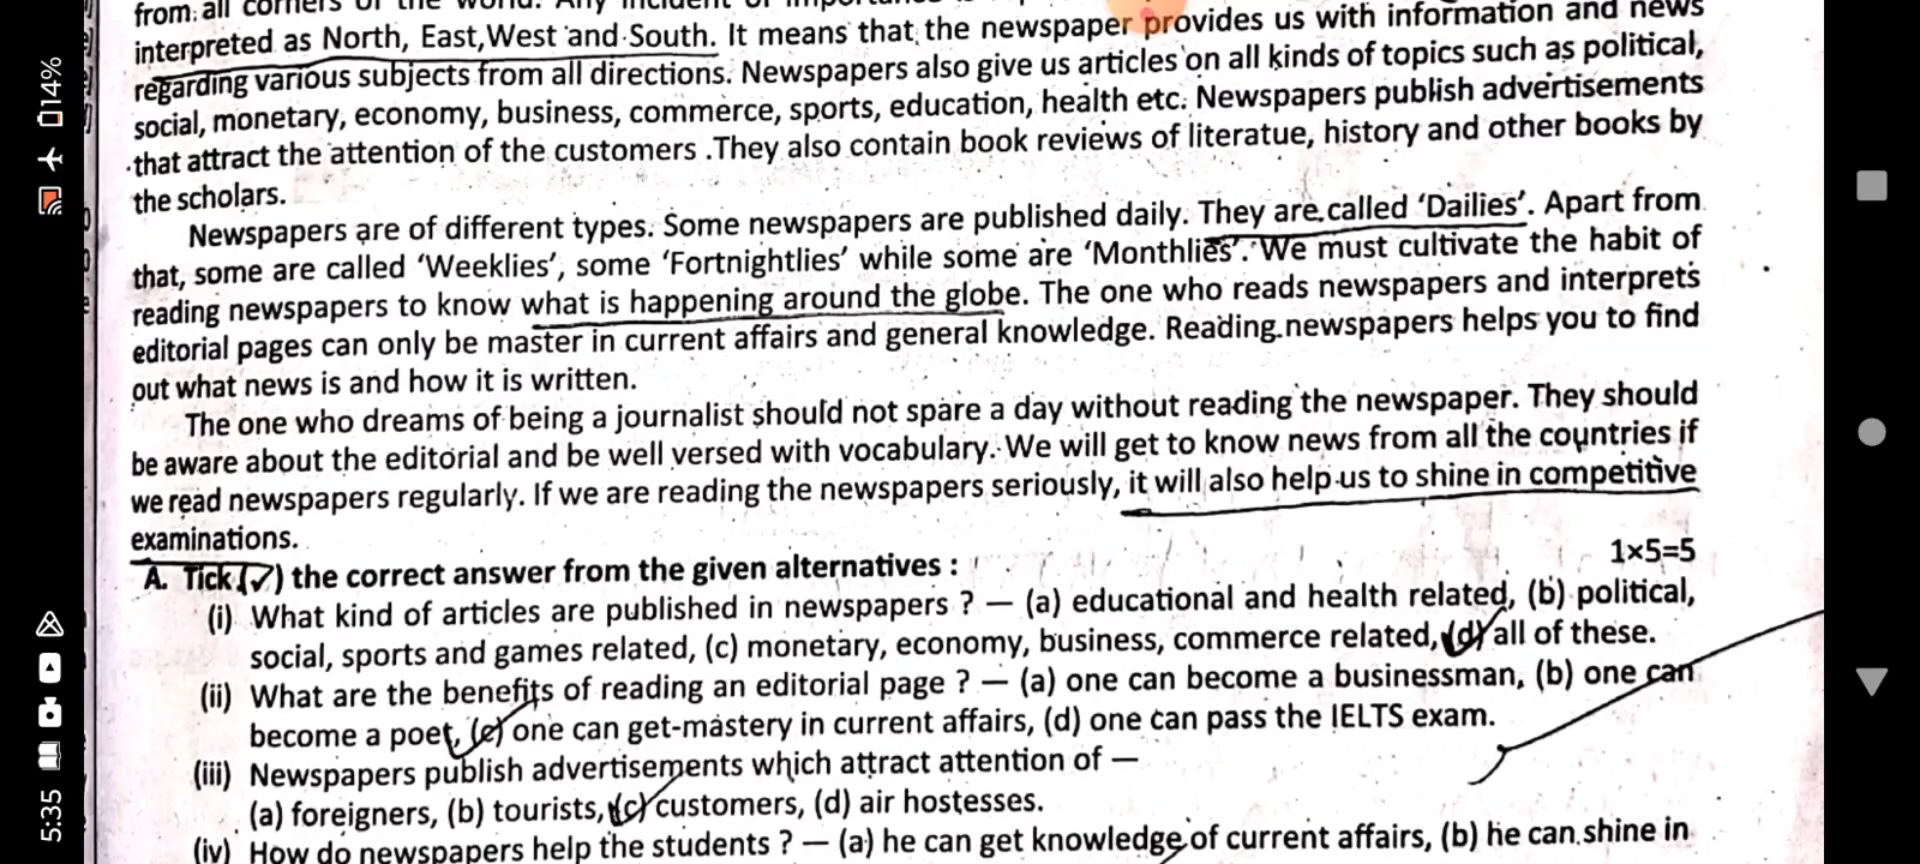 from all corners of the world. Any incident of
interpreted as North, East,West and South. It means that the newspaper provides us with information and news
regarding various subjects from all directions. Newspapers also give us articles on all kinds of topics such as political,
social, monetary, economy, business, commerce, sports, education, health etc. Newspapers publish advertisements
that attract the attention of the customers .They also contain book reviews of literatue, history and other books by
the scholars.
Newspapers are of different types. Some newspapers are published daily. They are called ‘Dailies’. Apart from
that, some are called ‘Weeklies’, some ‘Fortnightlies’ while some are ‘Monthlies’. We must cultivate the habit of
reading newspapers to know what is happening around the globe. The one who reads newspapers and interprets
editorial pages can only be master in current affairs and general knowledge. Reading newspapers helps you to find
out what news is and how it is written.
The one who dreams of being a journalist should not spare a day without reading the newspaper. They should
be aware about the editorial and be well versed with vocabulary. We will get to know news from all the countries if
we read newspapers regularly. If we are reading the newspapers seriously, it will also help us to shine in competitive
examinations.
A. Tick (✓) the correct answer from the given alternatives : 1×5=5
(i) What kind of articles are published in newspapers ? — (a) educational and health related, (b) political,
social, sports and games related, (c) monetary, economy, business, commerce related, (d) all of these.
(ii) What are the benefits of reading an editorial page ? — (a) one can become a businessman, (b) one can
become a poet, (c) one can get-mastery in current affairs, (d) one can pass the IELTS exam.
(iii) Newspapers publish advertisements which attract attention of —
(a) foreigners, (b) tourists, (c) customers, (d) air hostesses.
(iv) How do newspapers help the students ? — (a) he can get knowledge of current affairs, (b) he can shine in
14%
5:35